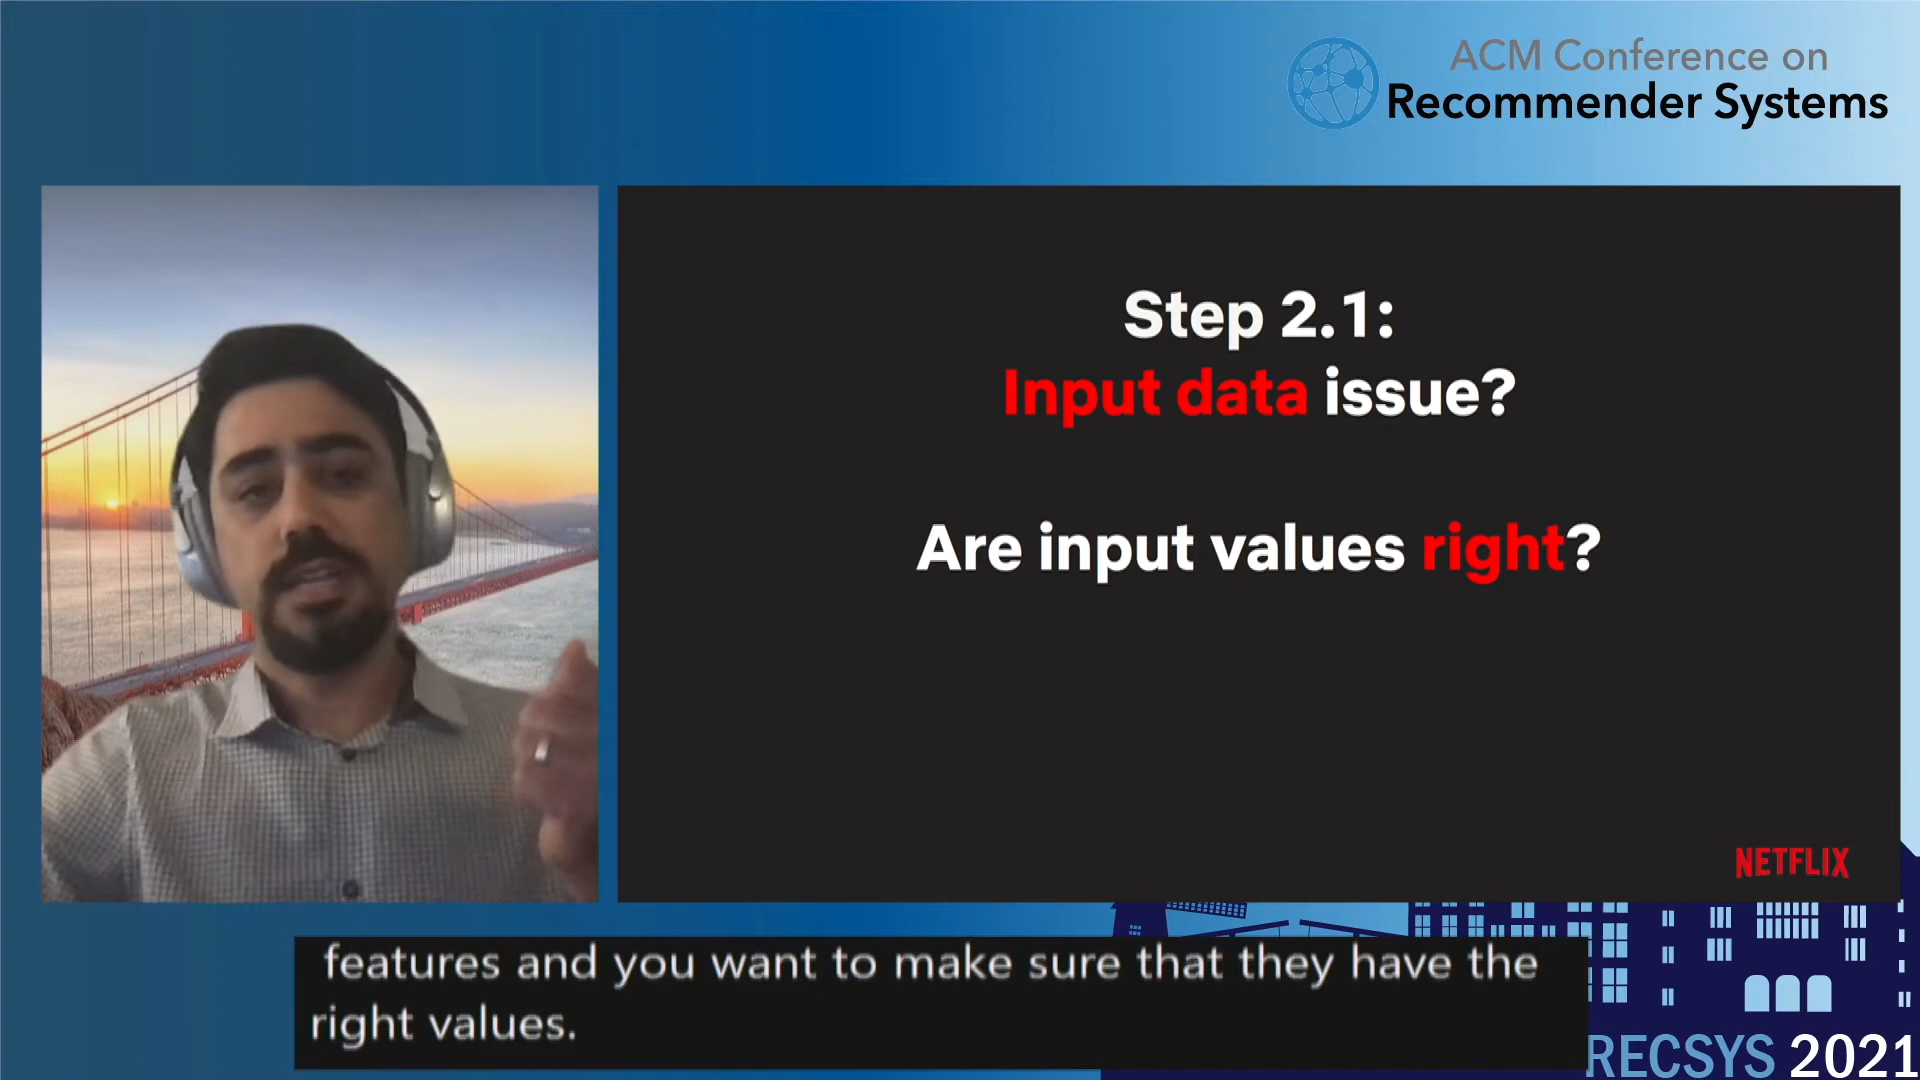 ACM Conference on
Recommender Systems
Step 2.1:
Input data issue?
Are input values right?
NETFLIX
features and you want to make sure that they have the
right values.
RECSYS 2021